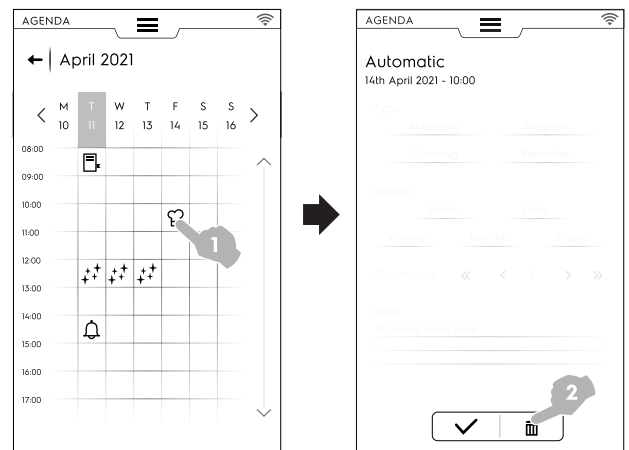 AGENDA
April 2021
M T W T F S S
10 11 12 13 14 15 16
08:00
09:00
10:00
11:00
12:00
13:00
14:00
15:00
16:00
17:00
1
AGENDA
Automatic
14th April 2021 - 10:00
Type
Automatic Program
Cleaning Reminder
Repeat
None Daily
Weekly Monthly Yearly
Occurrences
Note
Touch to insert note
2